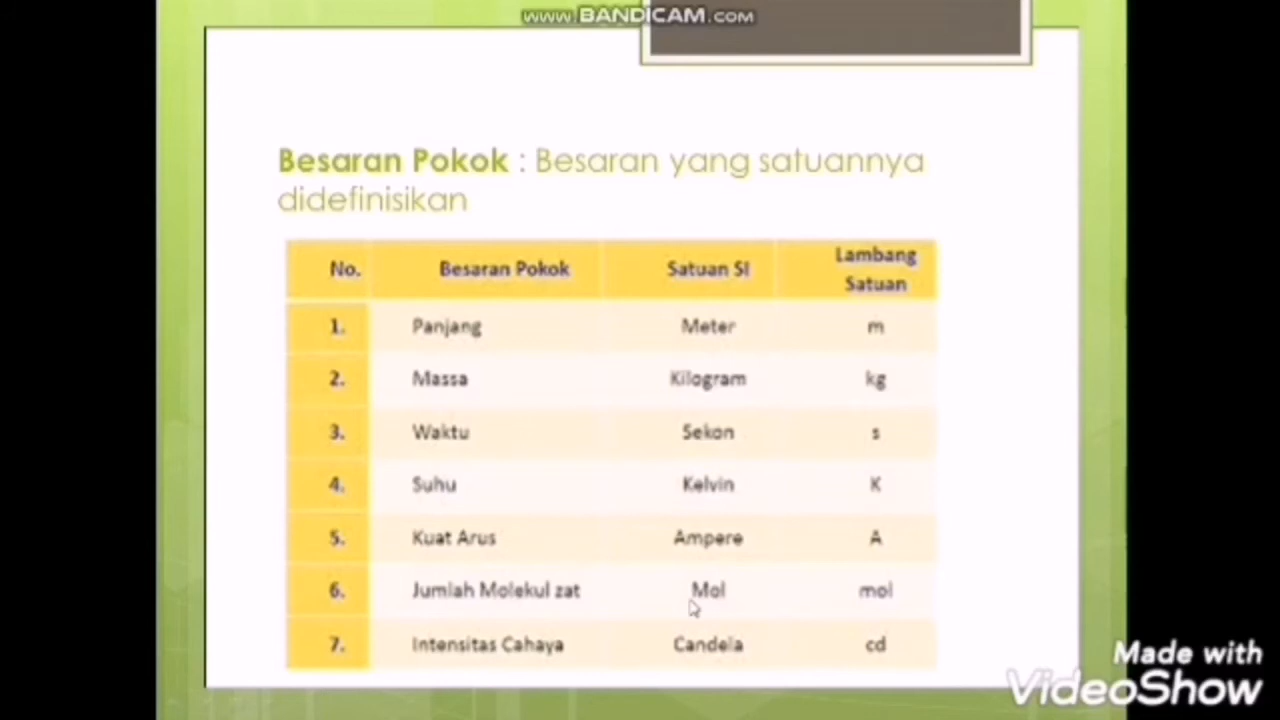 www.BANDICAM.com
Besaran Pokok : Besaran yang satuannya
didefinisikan
No. Besaran Pokok Satuan SI Lambang Satuan
1. Panjang Meter m
2. Massa Kilogram kg
3. Waktu Sekon s
4. Suhu Kelvin K
5. Kuat Arus Ampere A
6. Jumlah Molekul zat Mol mol
7. Intensitas Cahaya Candela cd
Made with
VideoShow